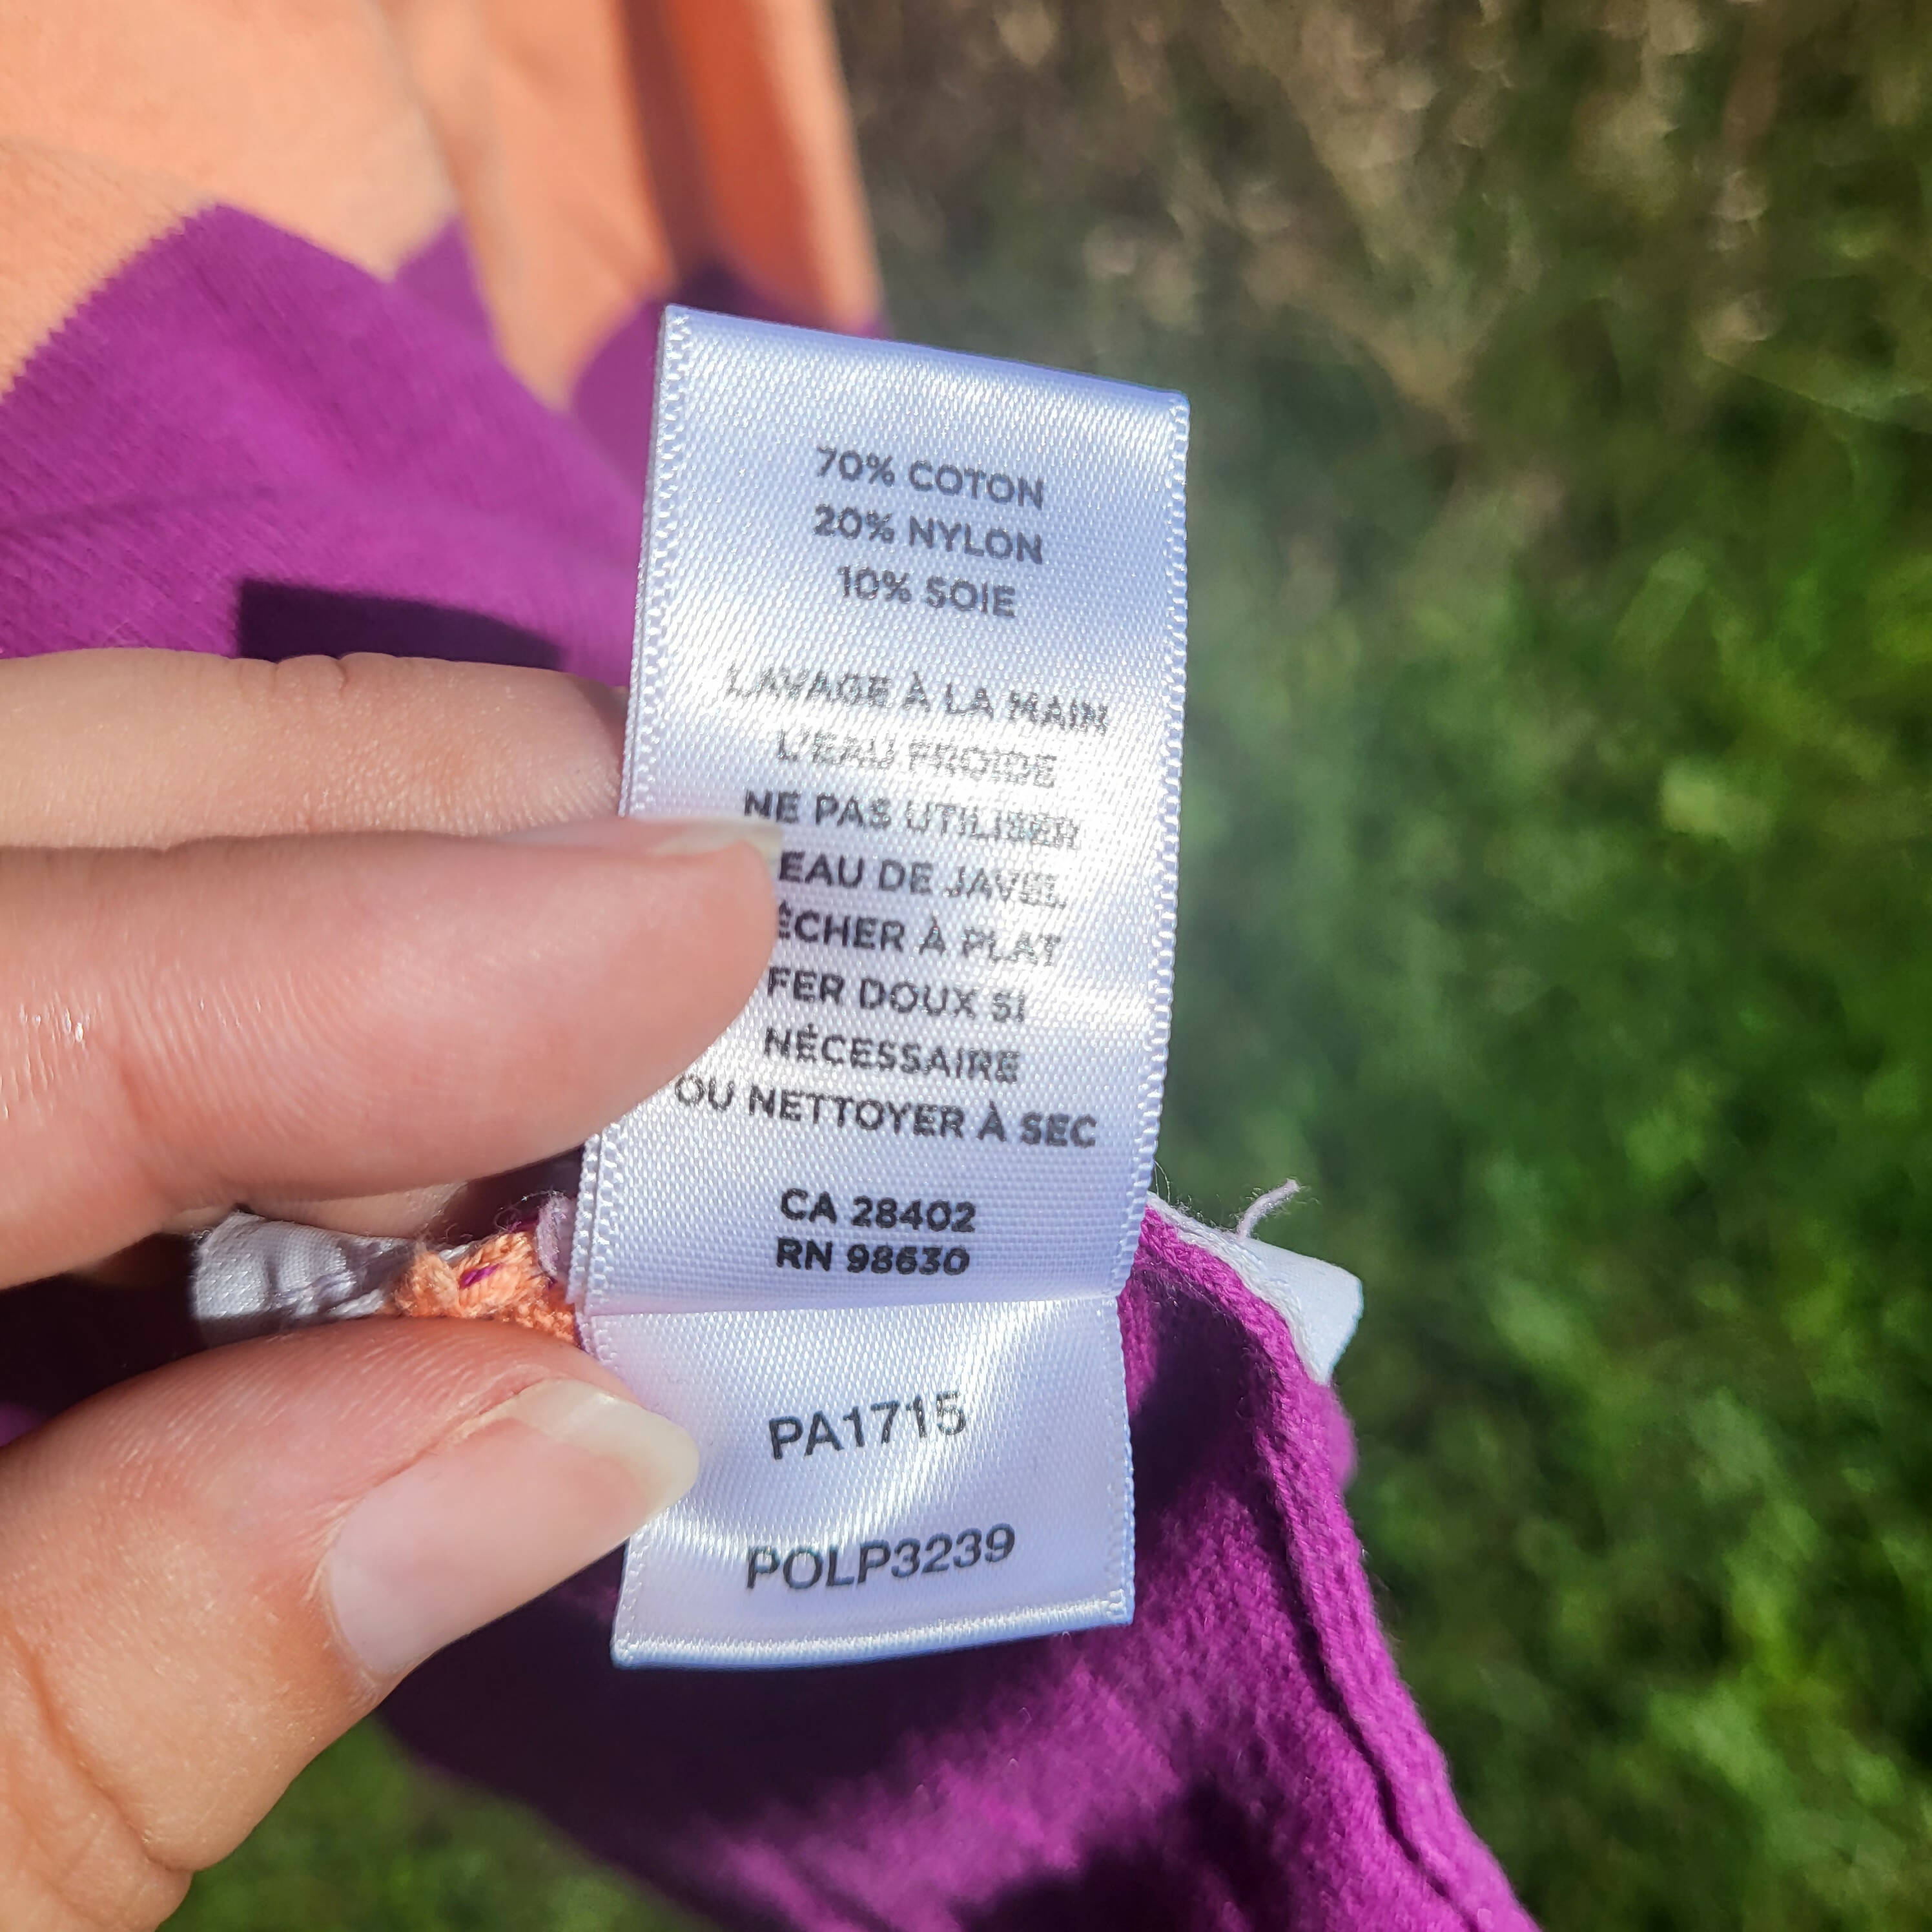 70% COTON
20% NYLON
10% SOIE
LAVAGE À LA MAIN
L'EAU FROIDE
NE PAS UTILISER
EAU DE JAVEL
ÉCHER À PLAT
FER DOUX SI
NÉCESSAIRE
OU NETTOYER À SEC
CA 28402
RN 98630
PA1715
POLP3239